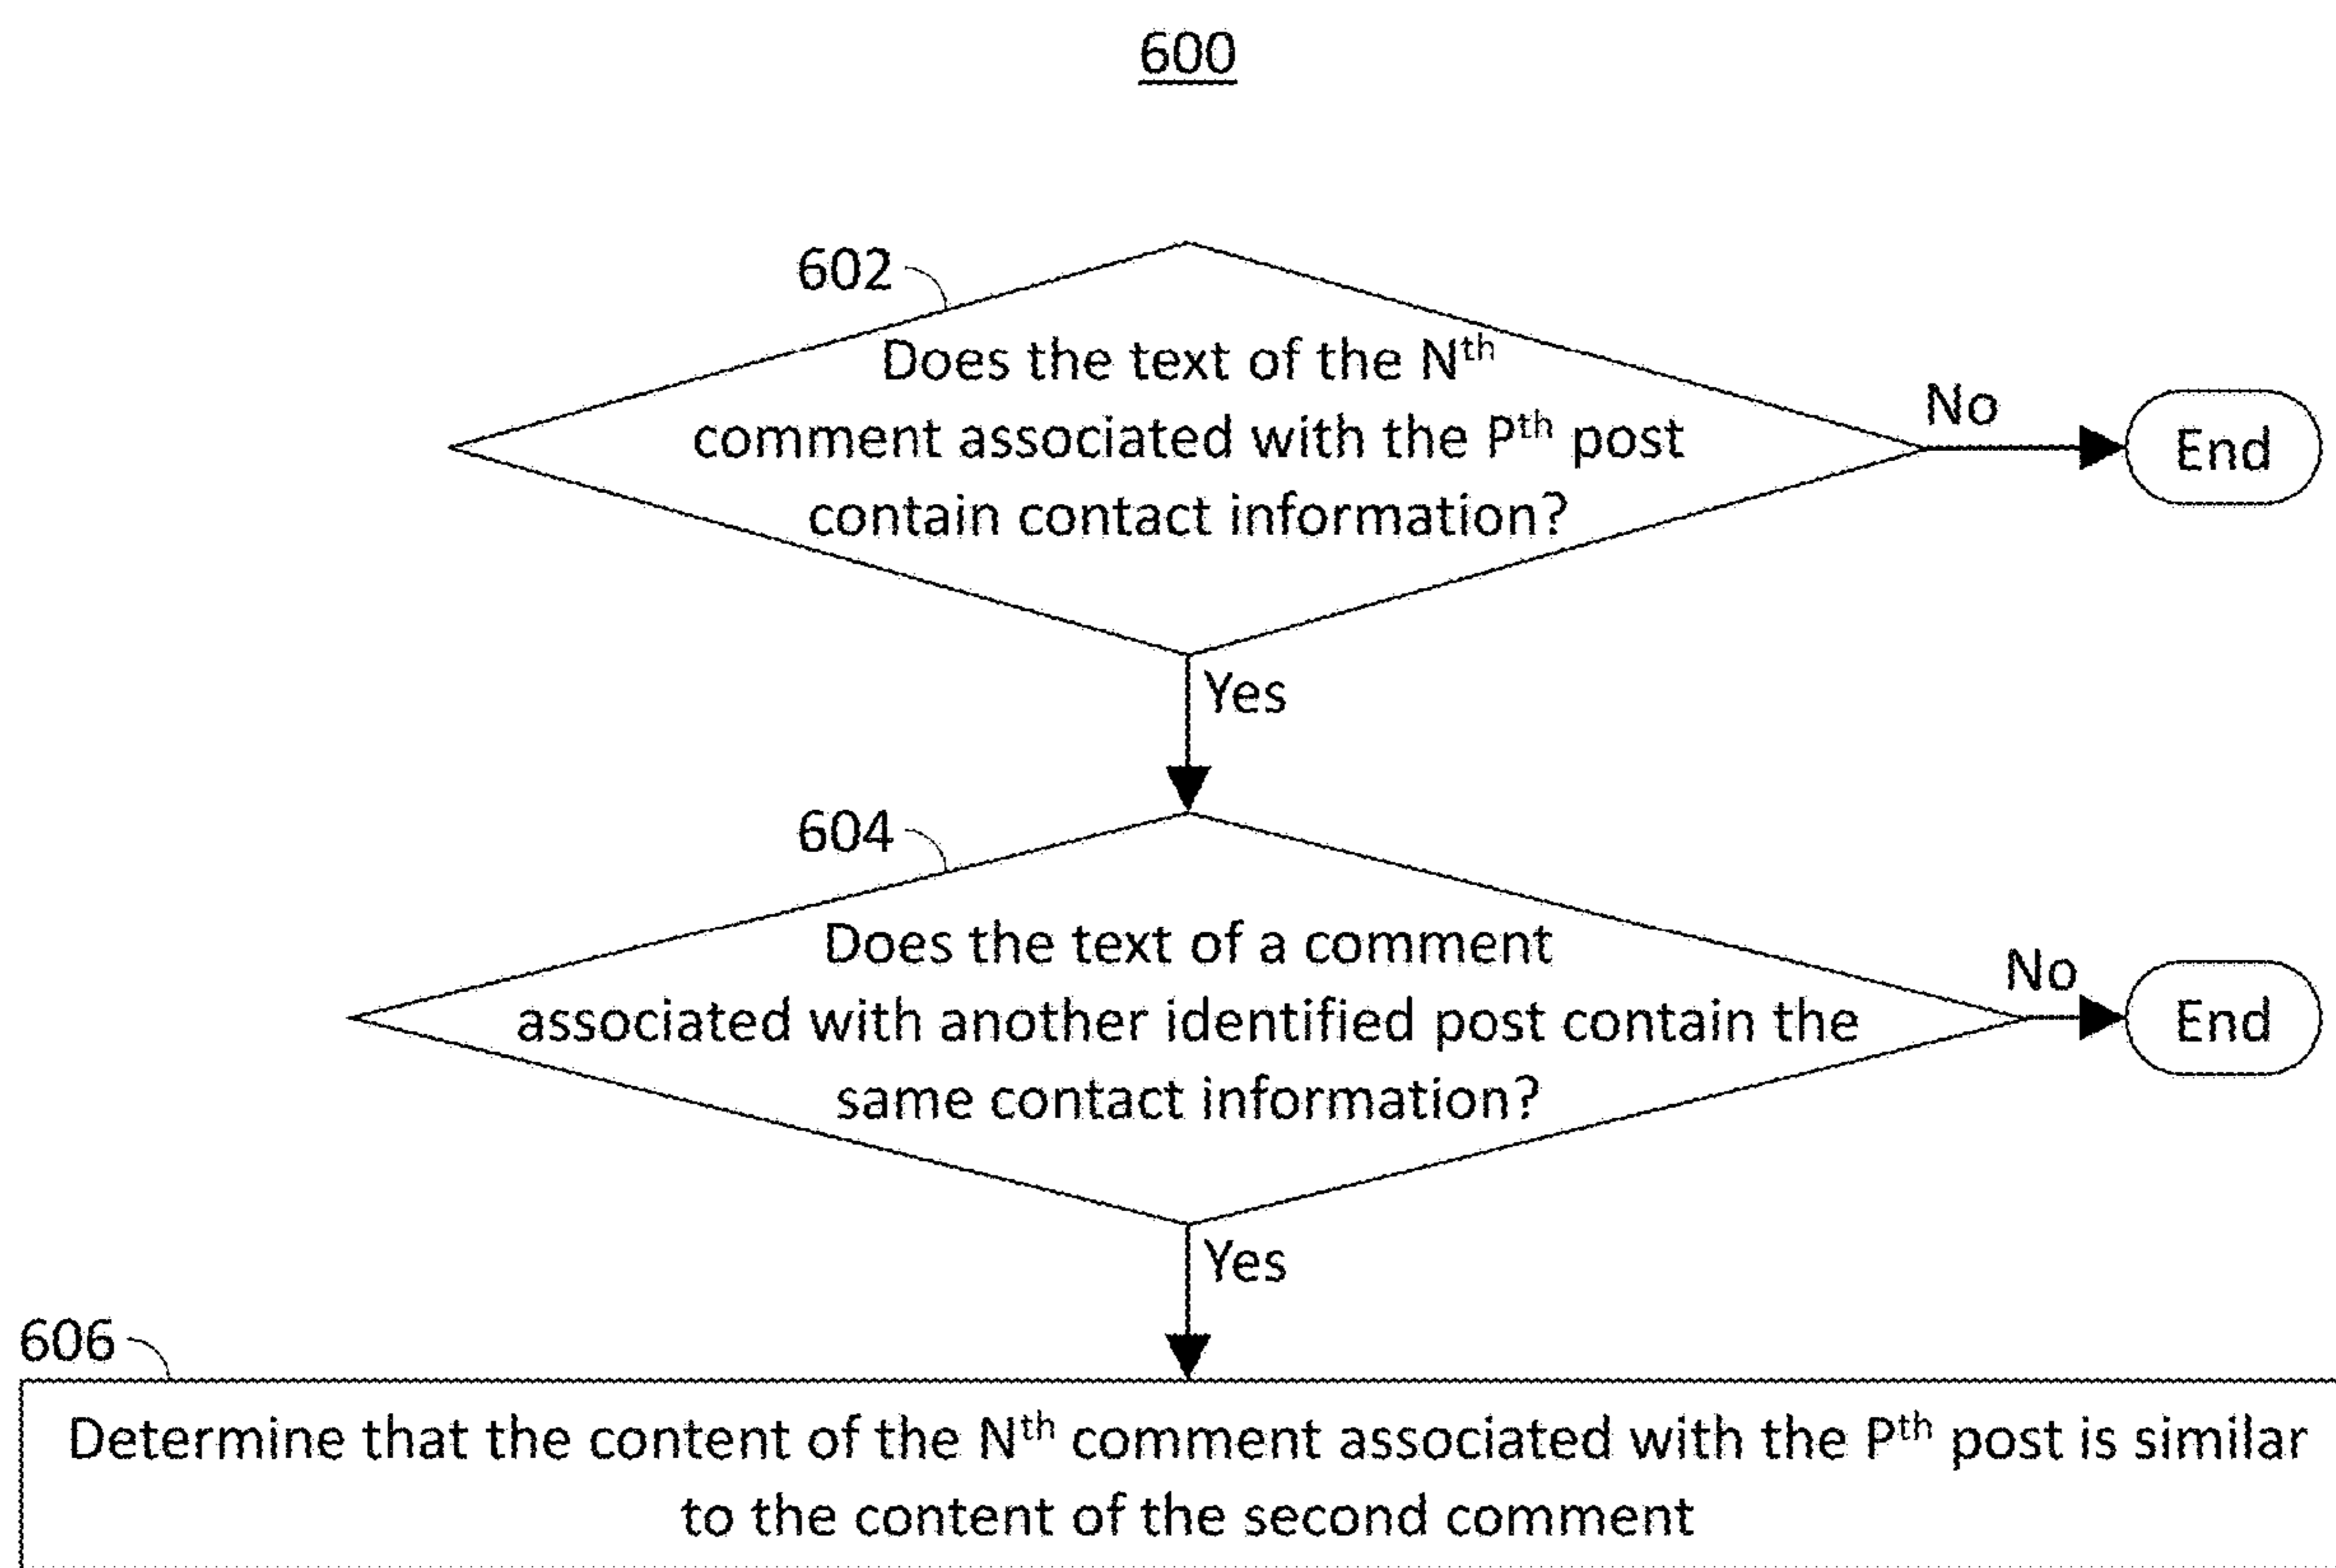 600
602
Does the text of the Nth
comment associated with the Pth post
contain contact information?
No
End
Yes
604
Does the text of a comment
associated with another identified post contain the
same contact information?
No
End
Yes
606
Determine that the content of the Nth comment associated with the Pth post is similar
to the content of the second comment